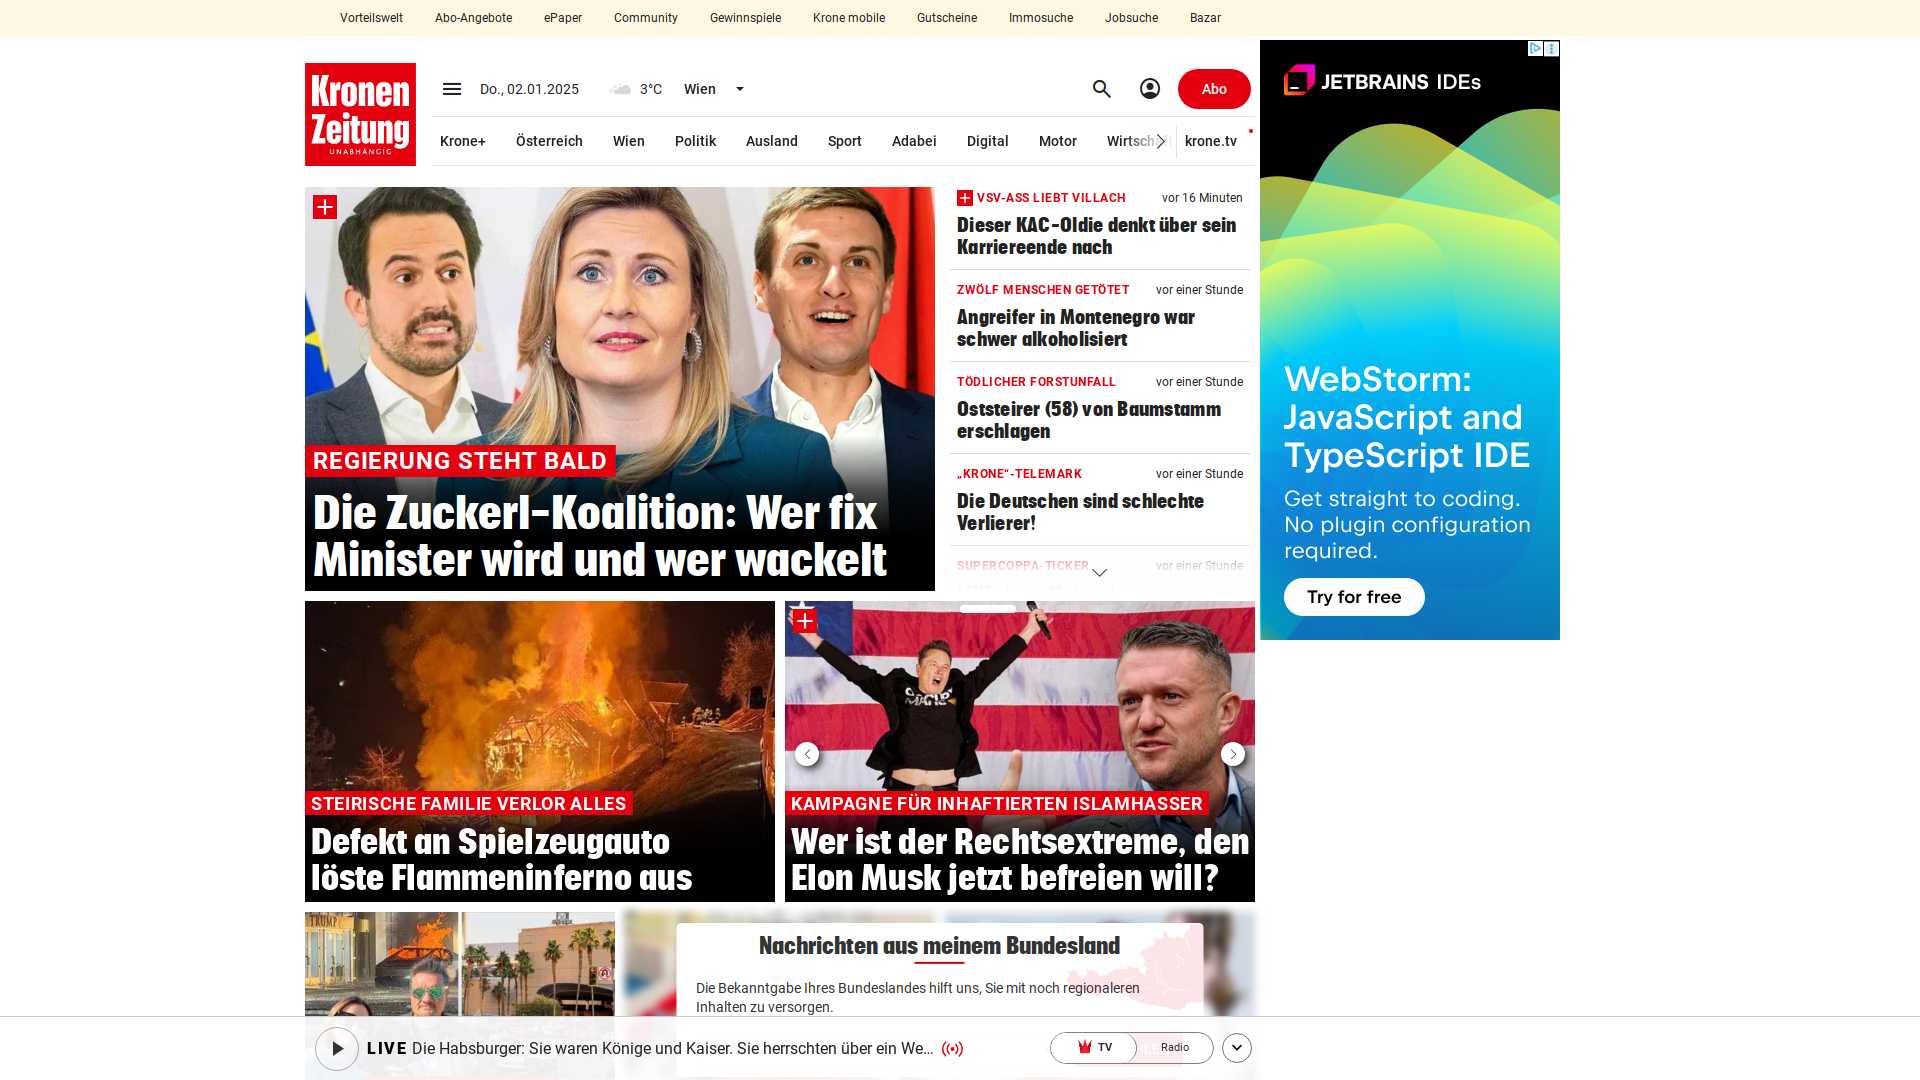 Vorteilswelt
Abo-Angebote
ePaper
Community
Gewinnspiele
Krone mobile
Gutscheine
Immosuche
Jobsuche
Bazar
Kronen
Zeitung
UNABHÄNGIG
Do., 02.01.2025
3°C
Wien
Abo
Krone+
Österreich
Wien
Politik
Ausland
Sport
Adabei
Digital
Motor
krone.tv
REGIERUNG STEHT BALD
Die Zuckerl-Koalition: Wer fix
Minister wird und wer wackelt
VSV-ASS LIEBT VILLACH
vor 16 Minuten
Dieser KAC-Oldie denkt über sein
Karriereende nach
ZWÖLF MENSCHEN GETÖTET
vor einer Stunde
Angreifer in Montenegro war
schwer alkoholisiert
TÖDLICHER FORSTUNFALL
vor einer Stunde
Oststeirer (58) von Baumstamm
erschlagen
„KRONE“-TELEMARK
vor einer Stunde
Die Deutschen sind schlechte
Verlierer!
SUPERCOPPA-TICKER
vor einer Stunde
JETBRAINS IDEs
WebStorm:
JavaScript and
TypeScript IDE
Get straight to coding.
No plugin configuration
required.
Try for free
STEIRISCHE FAMILIE VERLOR ALLES
Defekt an Spielzeugauto
löste Flammeninferno aus
KAMPAGNE FÜR INHAFTIERTEN ISLAMHASSER
Wer ist der Rechtsextreme, den
Elon Musk jetzt befreien will?
TRUMP
Nachrichten aus meinem Bundesland
Die Bekanntgabe Ihres Bundeslandes hilft uns, Sie mit noch regionaleren
Inhalten zu versorgen.
LIVE Die Habsburger: Sie waren Könige und Kaiser. Sie herrschten über ein We...
TV
Radio